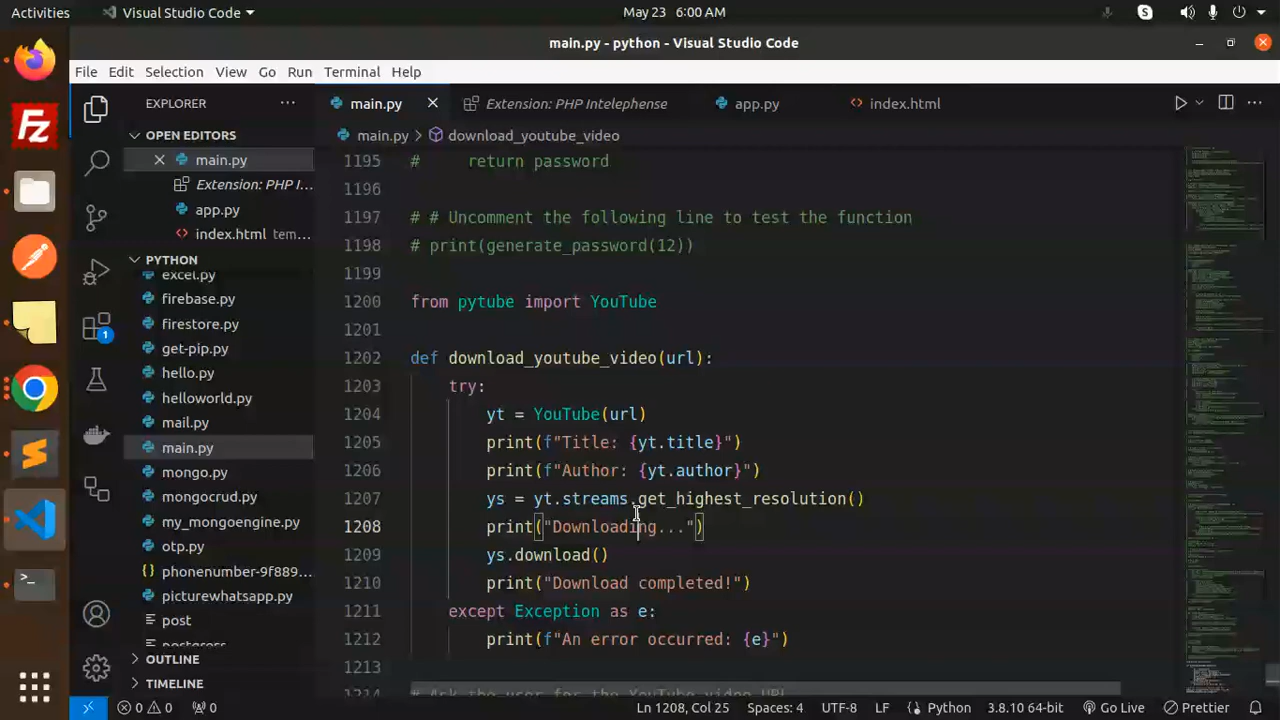 Activities
Visual Studio Code
May 23 6:00 AM
main.py - python - Visual Studio Code
File Edit Selection View Go Run Terminal Help
EXPLORER
main.py
Extension: PHP Intelephense
app.py
index.html
OPEN EDITORS
main.py > download_youtube_video
main.py
Extension: PHP I...
app.py
index.html tem...
PYTHON
excel.py
firebase.py
firestore.py
get-pip.py
hello.py
helloworld.py
mail.py
main.py
mongo.py
mongocrud.py
my_mongoengine.py
otp.py
{} phonenumber-9f889...
picturewhatsapp.py
post
OUTLINE
TIMELINE
1
1195 #     return password
1196
1197 # # Uncomment the following line to test the function
1198 # print(generate_password(12))
1199
1200 from pytube import YouTube
1201
1202 def download_youtube_video(url):
1203     try:
1204         yt = YouTube(url)
1205         print(f"Title: {yt.title}")
1206         print(f"Author: {yt.author}")
1207         ys = yt.streams.get_highest_resolution()
1208         print("Downloading...")
1209         ys.download()
1210         print("Download completed!")
1211     except Exception as e:
1212         print(f"An error occurred: {e}")
1213
0 0 0
Ln 1208, Col 25 Spaces: 4 UTF-8 LF Python 3.8.10 64-bit Go Live Prettier